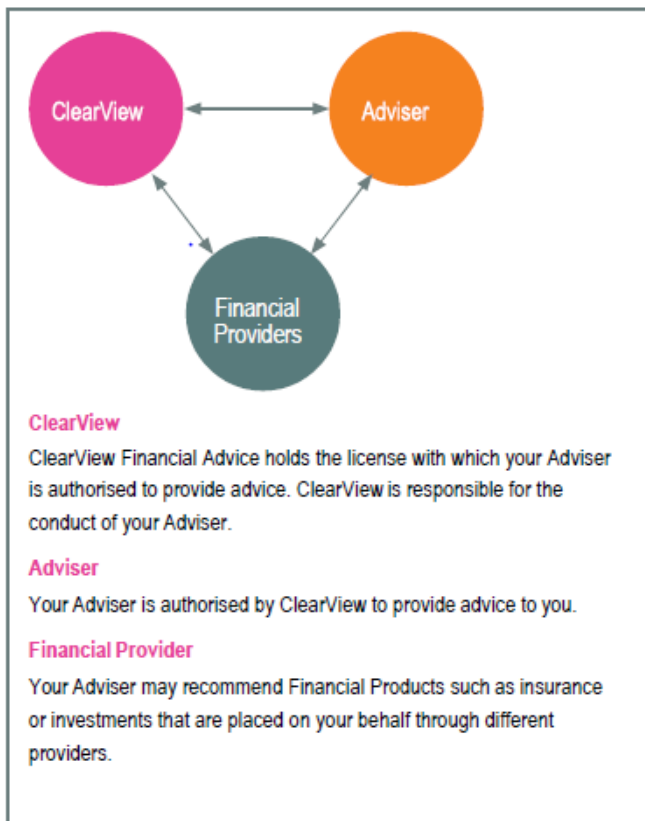 ClearView
Adviser
Financial
Providers
ClearView
ClearView Financial Advice holds the license with which your Adviser
is authorised to provide advice. ClearView is responsible for the
conduct of your Adviser.
Adviser
Your Adviser is authorised by ClearView to provide advice to you.
Financial Provider
Your Adviser may recommend Financial Products such as insurance
or investments that are placed on your behalf through different
providers.